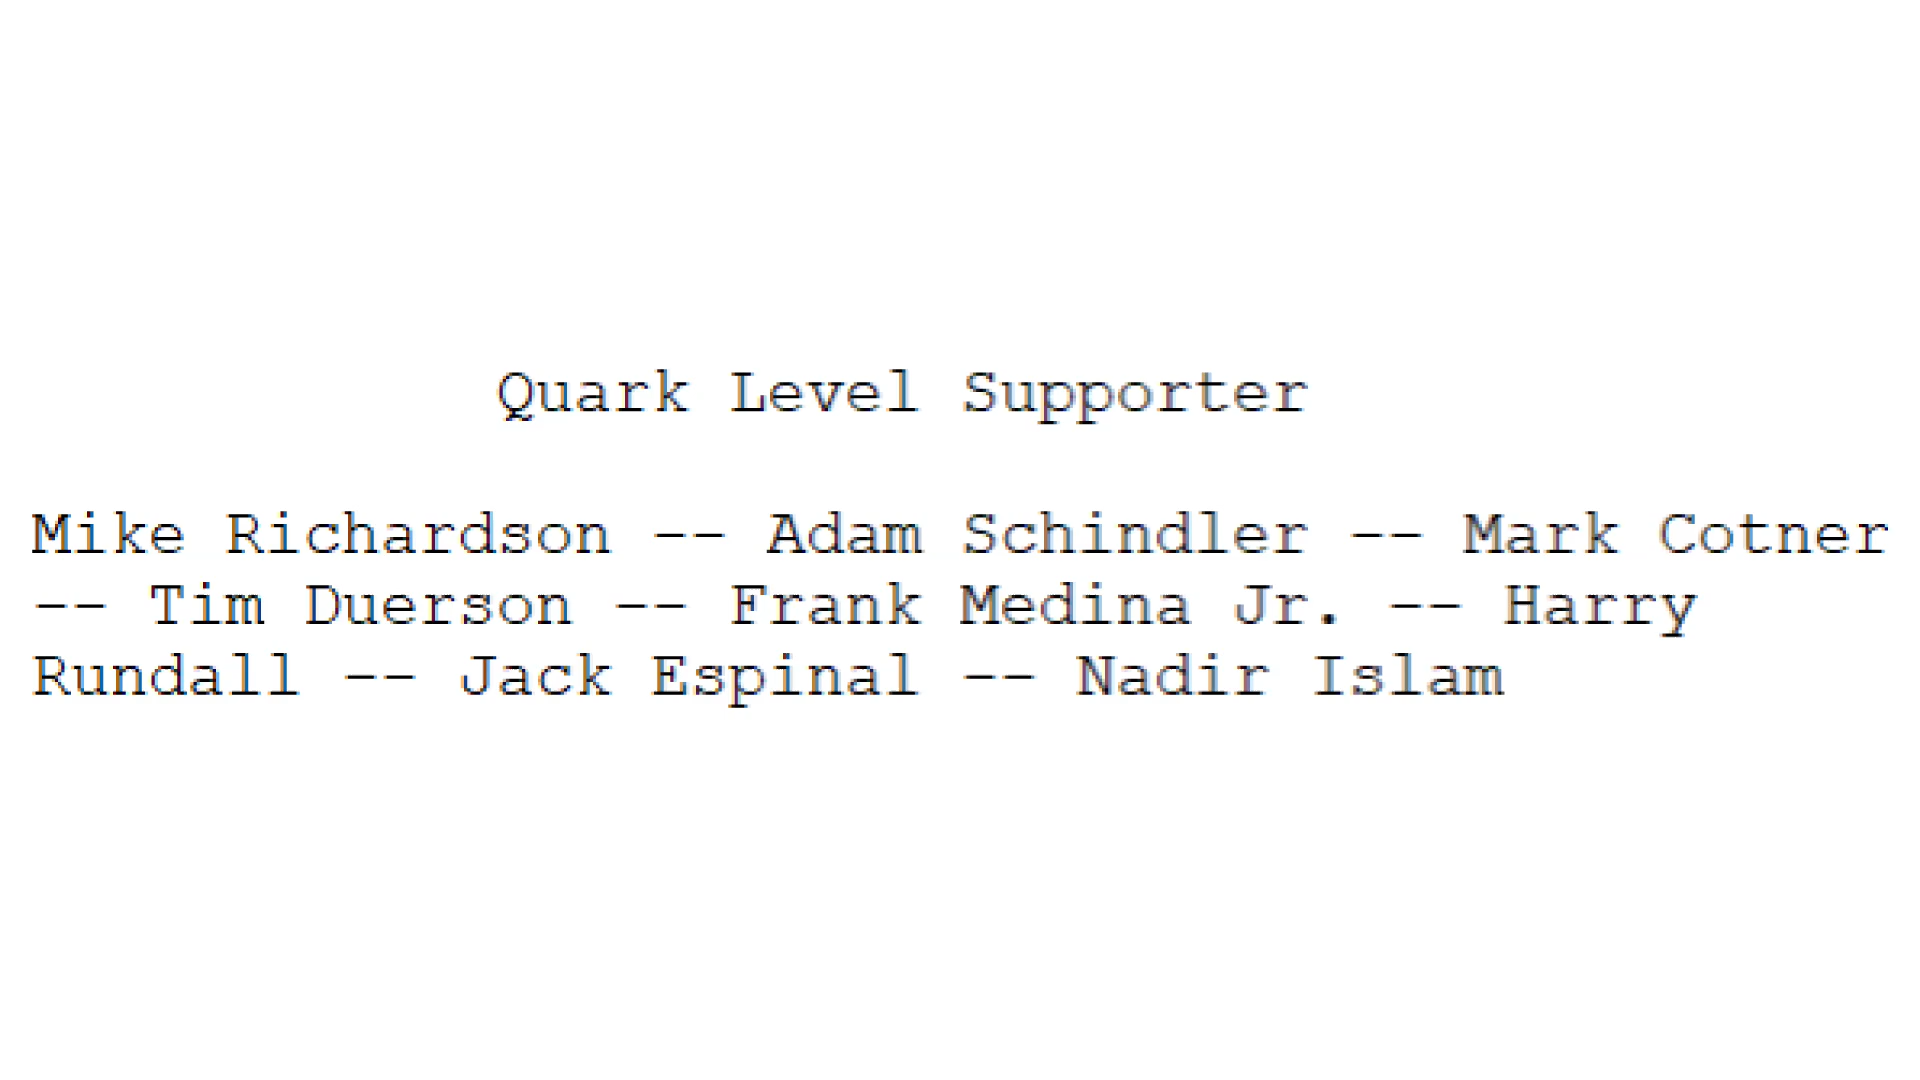 Quark Level Supporter
Mike Richardson -- Adam Schindler -- Mark Cotner
-- Tim Duerson -- Frank Medina Jr. -- Harry
Rundall -- Jack Espinal -- Nadir Islam